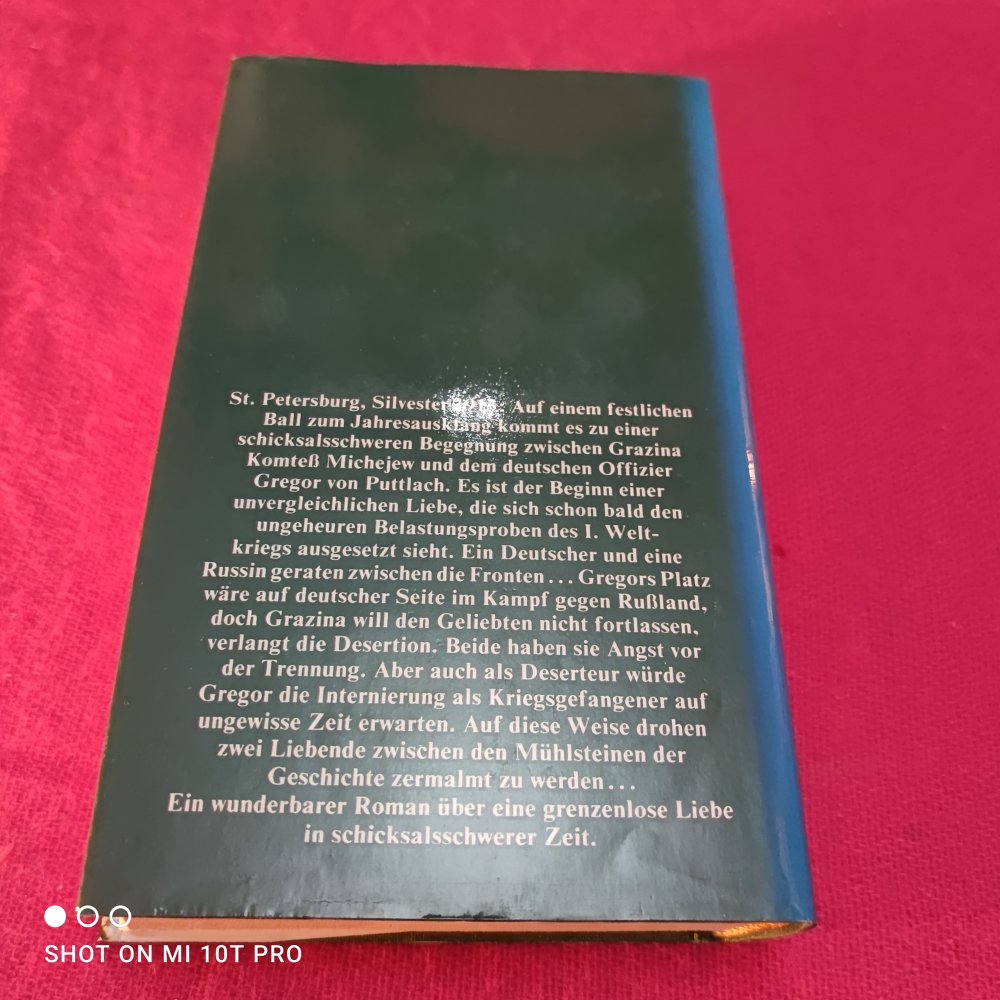 St. Petersburg, Silvester Auf einem festlichen
Ball zum Jahresausklang kommt es zu einer
schicksalsschweren Begegnung zwischen Grazina
Komteß Michejew und dem deutschen Offizier
Gregor von Puttlach. Es ist der Beginn einer
unvergleichlichen Liebe, die sich schon bald den
ungeheuren Belastungsproben des I. Welt-
kriegs ausgesetzt sieht. Ein Deutscher und eine
Russin geraten zwischen die Fronten... Gregors Platz
wäre auf deutscher Seite im Kampf gegen Rußland,
doch Grazina will den Geliebten nicht fortlassen,
verlangt die Desertion. Beide haben sie Angst vor
der Trennung. Aber auch als Deserteur würde
Gregor die Internierung als Kriegsgefangener auf
ungewisse Zeit erwarten. Auf diese Weise drohen
zwei Liebende zwischen den Mühlsteinen der
Geschichte zermalmt zu werden...
Ein wunderbarer Roman über eine grenzenlose Liebe
in schicksalsschwerer Zeit.
SHOT ON MI 10T PRO